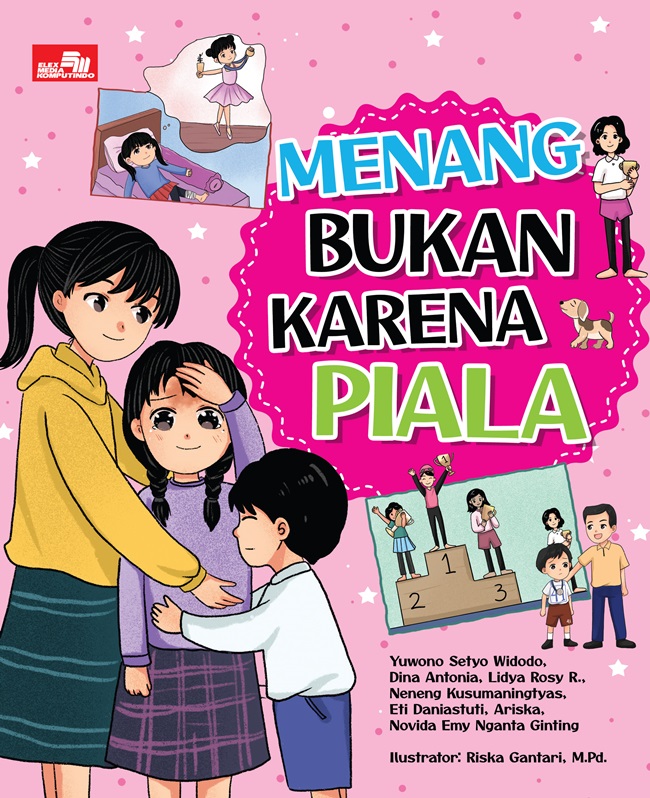 ELEX
MEDIA
KOMPUTINDO
MENANG
BUKAN
KARENA
PIALA
1
2
3
Yuwono Setyo Widodo,
Dina Antonia, Lidya Rosy R.,
Neneng Kusumaningtyas,
Eti Daniastuti, Ariska,
Novida Emy Nganta Ginting
Ilustrator: Riska Gantari, M.Pd.